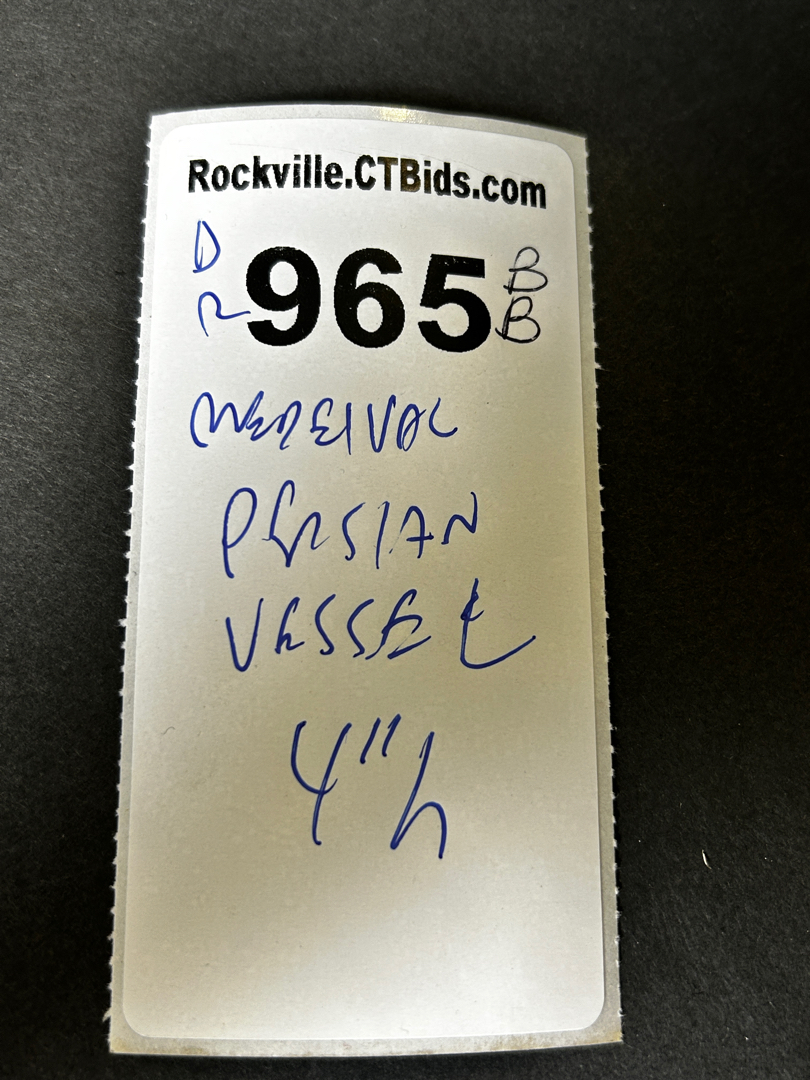 Rockville.CTBids.com
D 965 B
R B
MEDEIVAL
PERSIAN
VESSEL
4"h